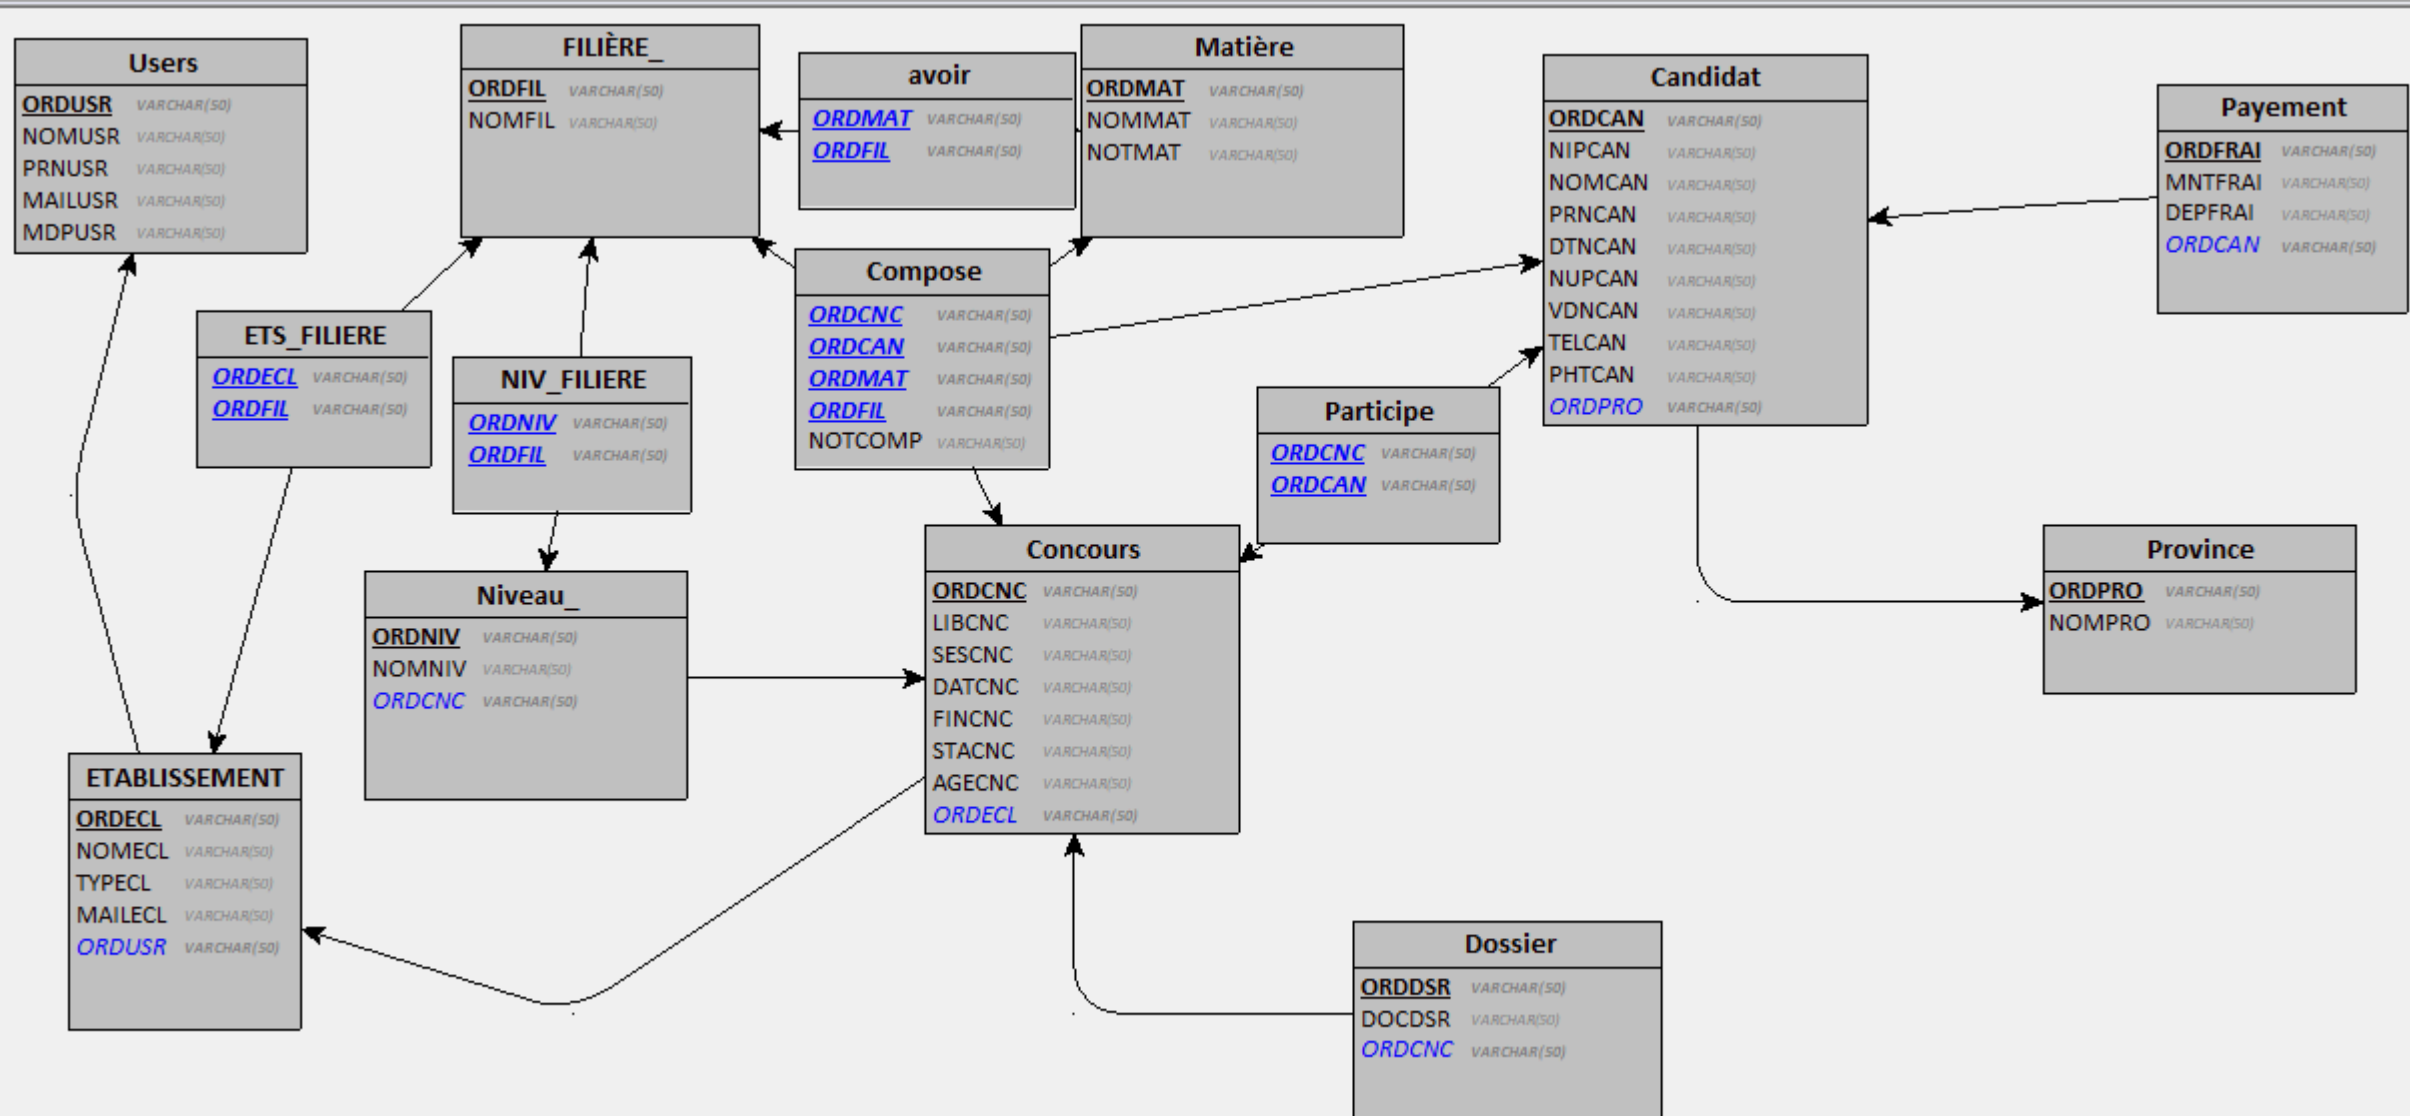 Users
ORDUSR VARCHAR(50)
NOMUSR VARCHAR(50)
PRNUSR VARCHAR(50)
MAILUSR VARCHAR(50)
MDPUSR VARCHAR(50)
FILIÈRE_
ORDFIL VARCHAR(50)
NOMFIL VARCHAR(50)
avoir
ORDMAT VARCHAR(50)
ORDFIL VARCHAR(50)
Matière
ORDMAT VARCHAR(50)
NOMMAT VARCHAR(50)
NOTMAT VARCHAR(50)
Candidat
ORDCAN VARCHAR(50)
NIPCAN VARCHAR(50)
NOMCAN VARCHAR(50)
PRNCAN VARCHAR(50)
DTNCAN VARCHAR(50)
NUPCAN VARCHAR(50)
VDNCAN VARCHAR(50)
TELCAN VARCHAR(50)
PHTCAN VARCHAR(50)
ORDPRO VARCHAR(50)
Payement
ORDFRAI VARCHAR(50)
MNTFRAI VARCHAR(50)
DEPFRAI VARCHAR(50)
ORDCAN VARCHAR(50)
ETS_FILIERE
ORDECL VARCHAR(50)
ORDFIL VARCHAR(50)
NIV_FILIERE
ORDNIV VARCHAR(50)
ORDFIL VARCHAR(50)
Compose
ORDCNC VARCHAR(50)
ORDCAN VARCHAR(50)
ORDMAT VARCHAR(50)
ORDFIL VARCHAR(50)
NOTCOMP VARCHAR(50)
Participe
ORDCNC VARCHAR(50)
ORDCAN VARCHAR(50)
Niveau_
ORDNIV VARCHAR(50)
NOMNIV VARCHAR(50)
ORDCNC VARCHAR(50)
Concours
ORDCNC VARCHAR(50)
LIBCNC VARCHAR(50)
SESCNC VARCHAR(50)
DATCNC VARCHAR(50)
FINCNC VARCHAR(50)
STACNC VARCHAR(50)
AGECNC VARCHAR(50)
ORDECL VARCHAR(50)
Province
ORDPRO VARCHAR(50)
NOMPRO VARCHAR(50)
ETABLISSEMENT
ORDECL VARCHAR(50)
NOMECL VARCHAR(50)
TYPECL VARCHAR(50)
MAILECL VARCHAR(50)
ORDUSR VARCHAR(50)
Dossier
ORDDSR VARCHAR(50)
DOCDSR VARCHAR(50)
ORDCNC VARCHAR(50)